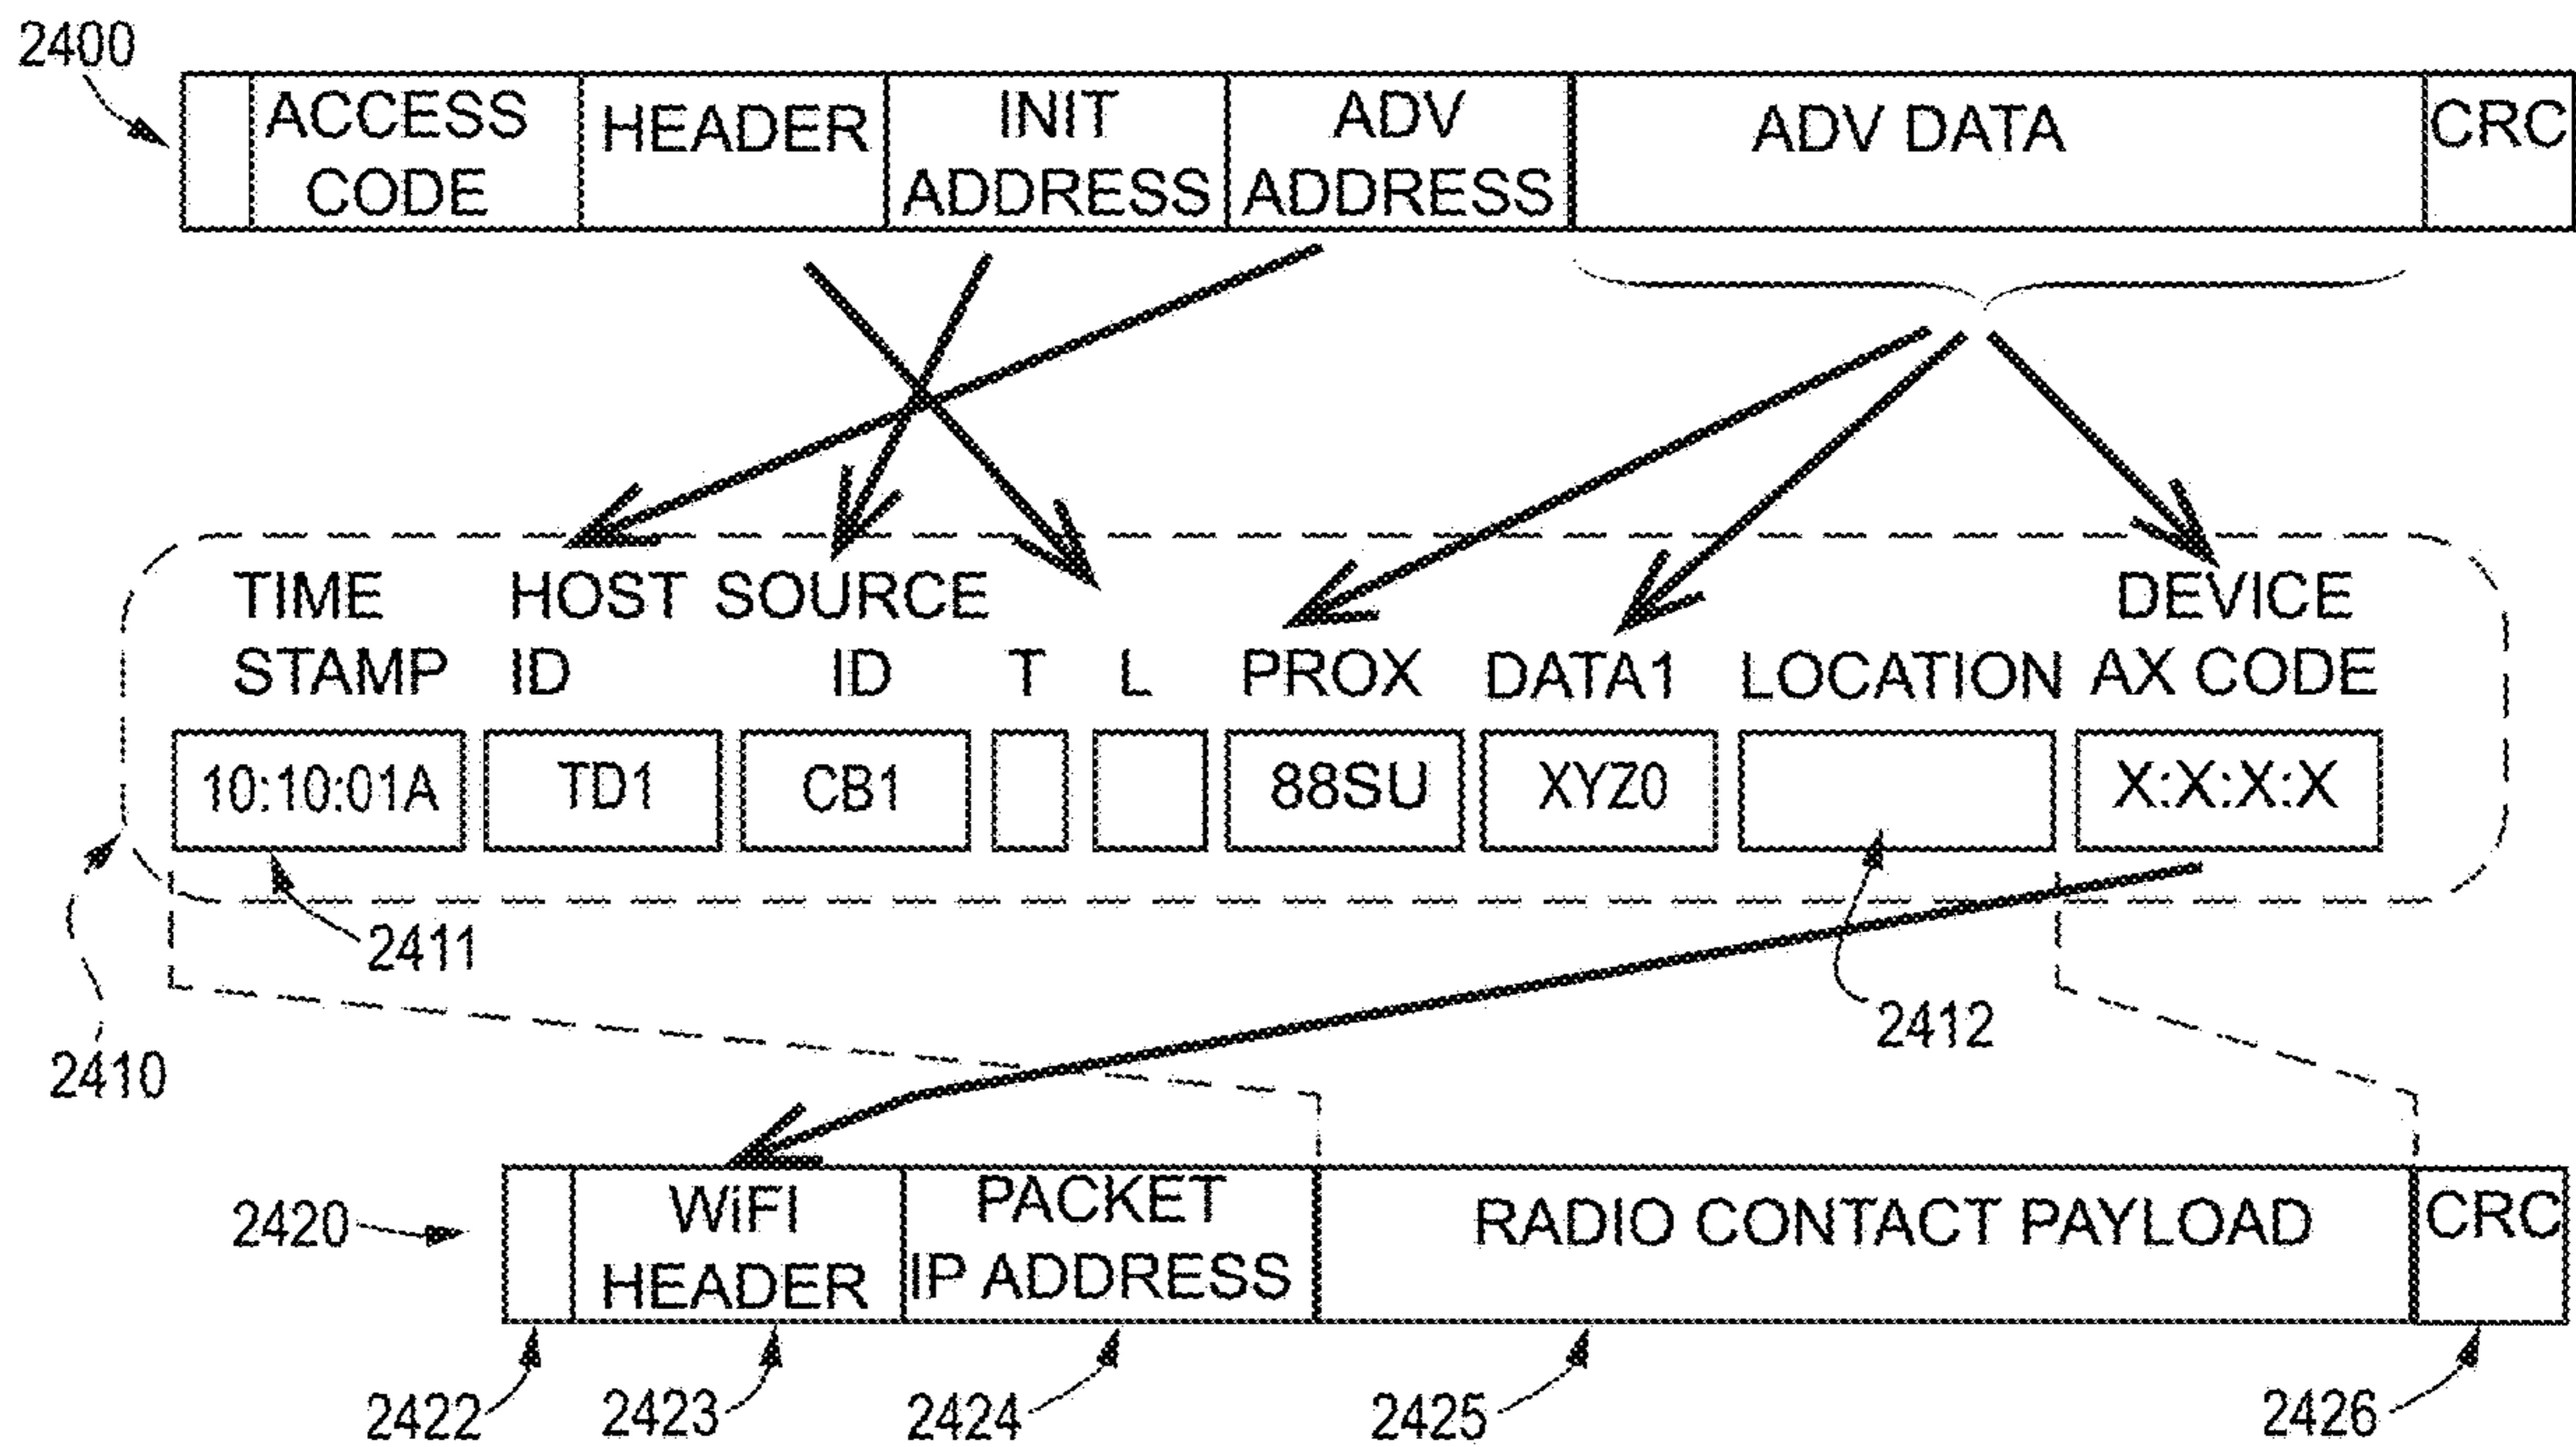 2400
ACCESS CODE
HEADER
INIT ADDRESS
ADV ADDRESS
ADV DATA
CRC
TIME STAMP
HOST ID
SOURCE ID
T
L
PROX
DATA1
LOCATION
DEVICE AX CODE
10:10:01A
TD1
CB1
88SU
XYZ0
X:X:X:X
2411
2412
2410
2420
WiFI HEADER
PACKET IP ADDRESS
RADIO CONTACT PAYLOAD
CRC
2422
2423
2424
2425
2426